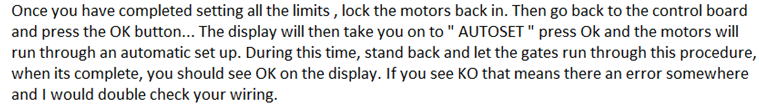 Once you have completed setting all the limits , lock the motors back in. Then go back to the control board
and press the OK button... The display will then take you on to " AUTOSET " press Ok and the motors will
run through an automatic set up. During this time, stand back and let the gates run through this procedure,
when its complete, you should see OK on the display. If you see KO that means there an error somewhere
and I would double check your wiring.